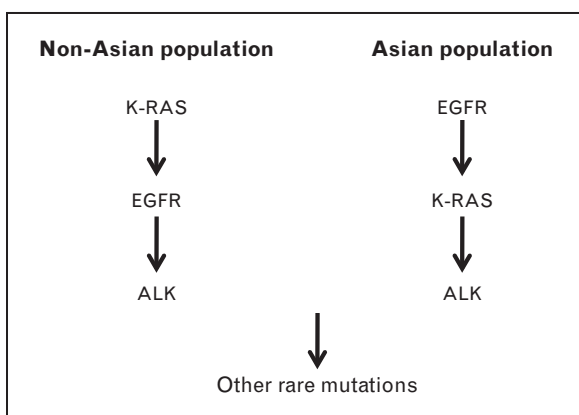 Non-Asian population
Asian population
K-RAS
EGFR
EGFR
K-RAS
ALK
ALK
Other rare mutations